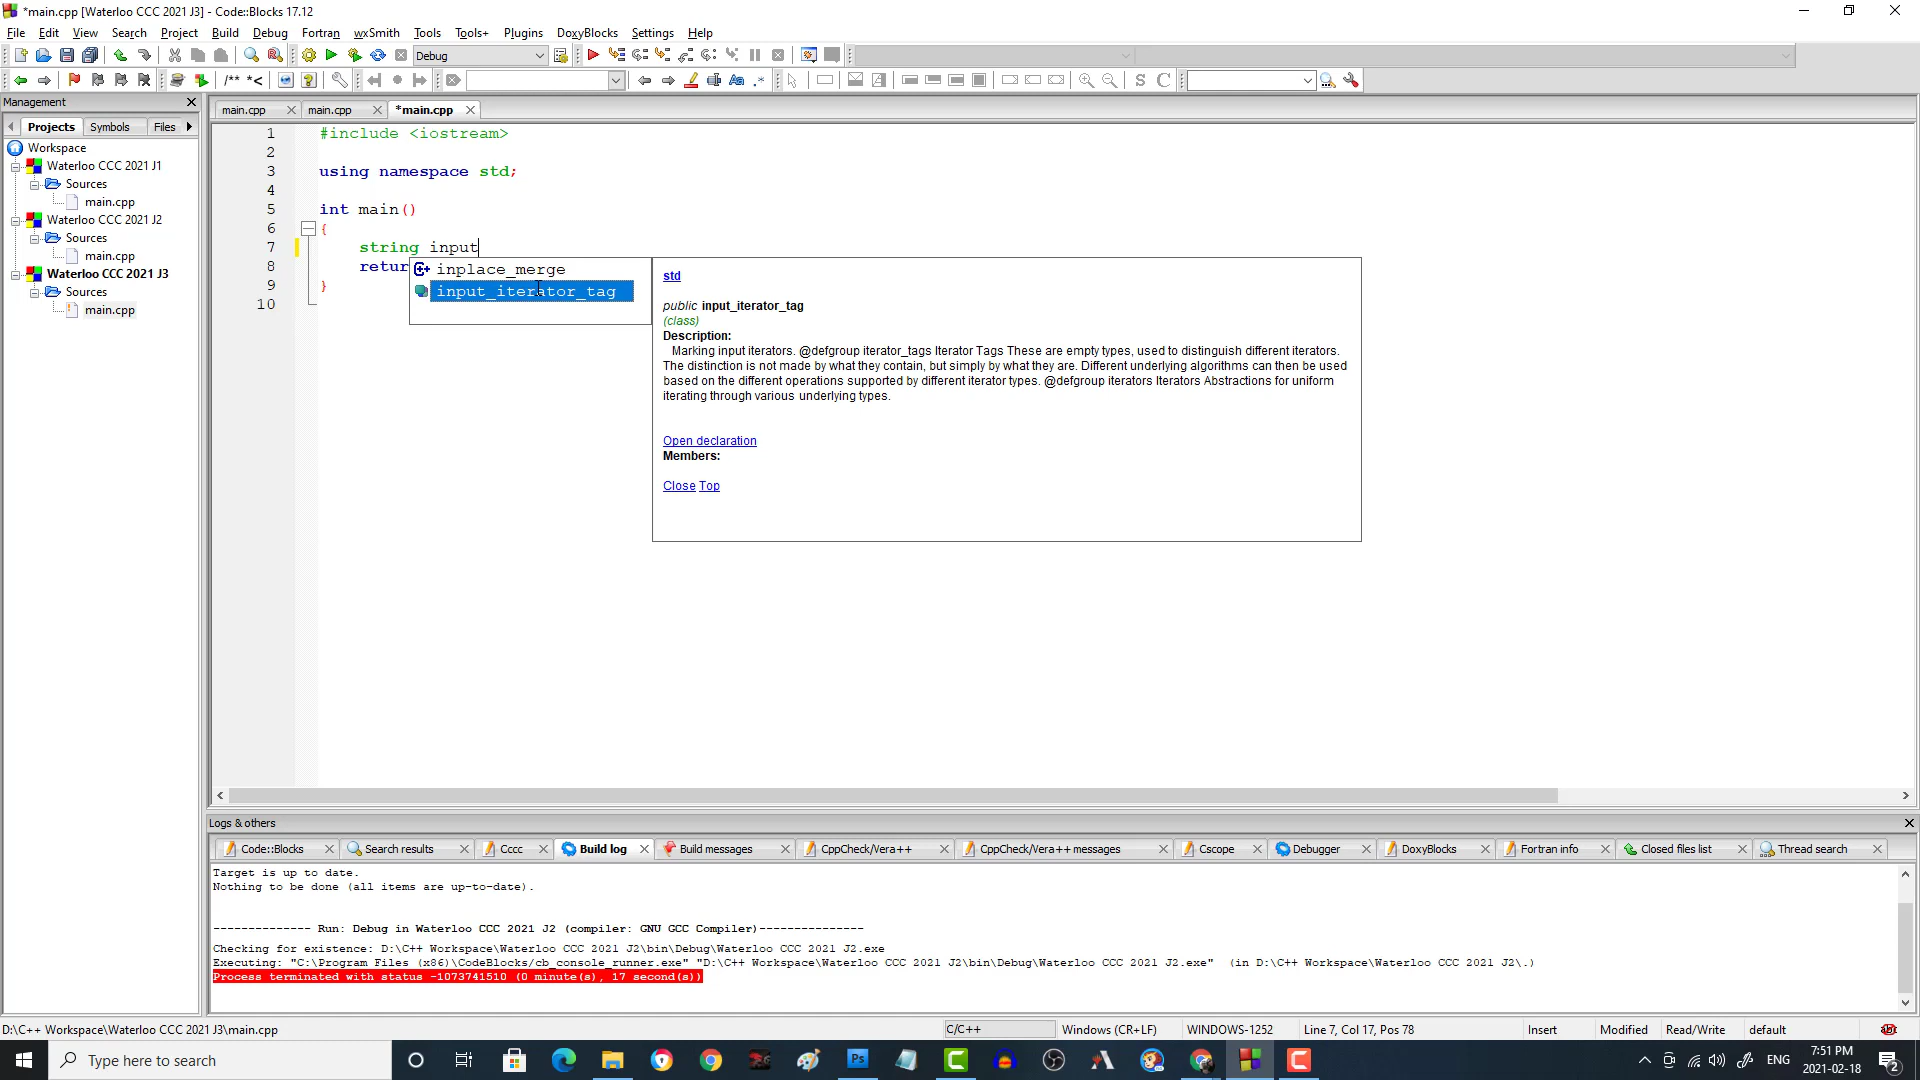 *main.cpp [Waterloo CCC 2021 J3] - Code::Blocks 17.12
File Edit View Search Project Build Debug Fortran wxSmith Tools Tools+ Plugins DoxyBlocks Settings Help
Debug
/** *<
Aa .* S C
Management
main.cpp main.cpp *main.cpp
Projects Symbols Files
Workspace
Waterloo CCC 2021 J1
Sources
main.cpp
Waterloo CCC 2021 J2
Sources
main.cpp
Waterloo CCC 2021 J3
Sources
main.cpp
1 #include <iostream>
2
3 using namespace std;
4
5 int main()
6 {
7 string input
8 retur
9 }
10
inplace_merge
input_iterator_tag
std
public input_iterator_tag
(class)
Description:
Marking input iterators. @defgroup iterator_tags Iterator Tags These are empty types, used to distinguish different iterators.
The distinction is not made by what they contain, but simply by what they are. Different underlying algorithms can then be used
based on the different operations supported by different iterator types. @defgroup iterators Iterators Abstractions for uniform
iterating through various underlying types.
Open declaration
Members:
Close Top
Logs & others
Code::Blocks Search results Cccc Build log Build messages CppCheck/Vera++ CppCheck/Vera++ messages Cscope Debugger DoxyBlocks Fortran info Closed files list Thread search
Target is up to date.
Nothing to be done (all items are up-to-date).
-------------- Run: Debug in Waterloo CCC 2021 J2 (compiler: GNU GCC Compiler)---------------
Checking for existence: D:\C++ Workspace\Waterloo CCC 2021 J2\bin\Debug\Waterloo CCC 2021 J2.exe
Executing: "C:\Program Files (x86)\CodeBlocks/cb_console_runner.exe" "D:\C++ Workspace\Waterloo CCC 2021 J2\bin\Debug\Waterloo CCC 2021 J2.exe"  (in D:\C++ Workspace\Waterloo CCC 2021 J2\.)
Process terminated with status -1073741510 (0 minute(s), 17 second(s))
D:\C++ Workspace\Waterloo CCC 2021 J3\main.cpp C/C++ Windows (CR+LF) WINDOWS-1252 Line 7, Col 17, Pos 78 Insert Modified Read/Write default
Type here to search
Ps
ENG
7:51 PM
2021-02-18
2